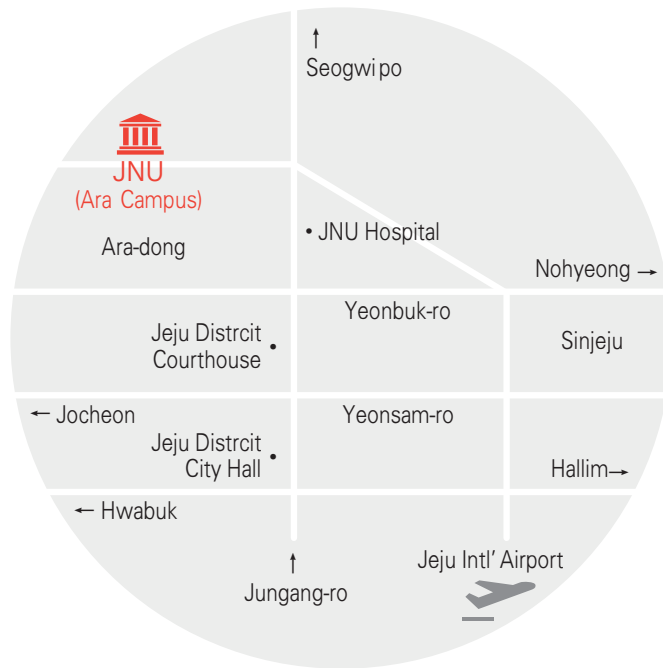 Seogwipo
JNU
(Ara Campus)
JNU Hospital
Ara-dong
Nohyeong
Yeonbuk-ro
Jeju Distrcit
Courthouse
Sinjeju
Jocheon
Yeonsam-ro
Jeju Distrcit
City Hall
Hallim
Hwabuk
Jeju Intl’ Airport
Jungang-ro